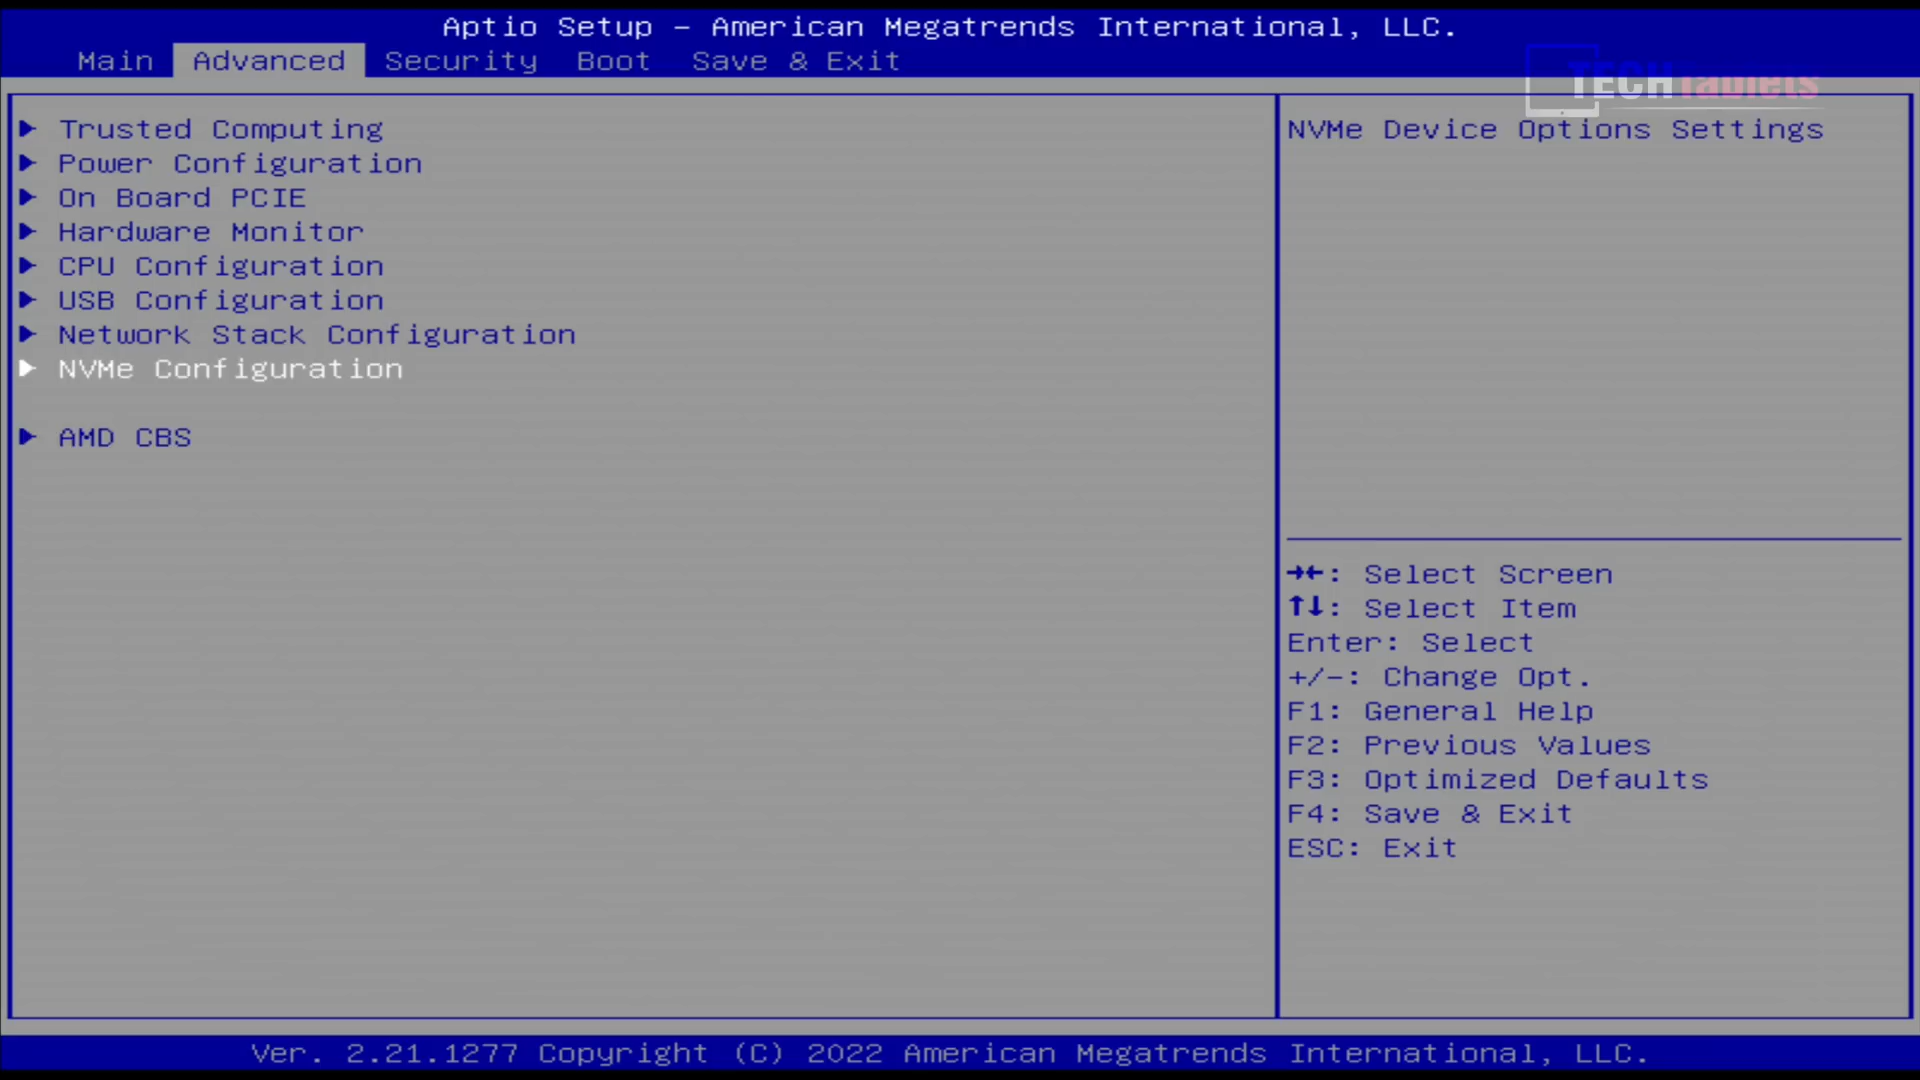 Aptio Setup – American Megatrends International, LLC.
Main Advanced Security Boot Save & Exit
TECHTablets
Trusted Computing
Power Configuration
On Board PCIE
Hardware Monitor
CPU Configuration
USB Configuration
Network Stack Configuration
NVMe Configuration
AMD CBS
NVMe Device Options Settings
→←: Select Screen
↑↓: Select Item
Enter: Select
+/-: Change Opt.
F1: General Help
F2: Previous Values
F3: Optimized Defaults
F4: Save & Exit
ESC: Exit
Ver. 2.21.1277 Copyright (C) 2022 American Megatrends International, LLC.